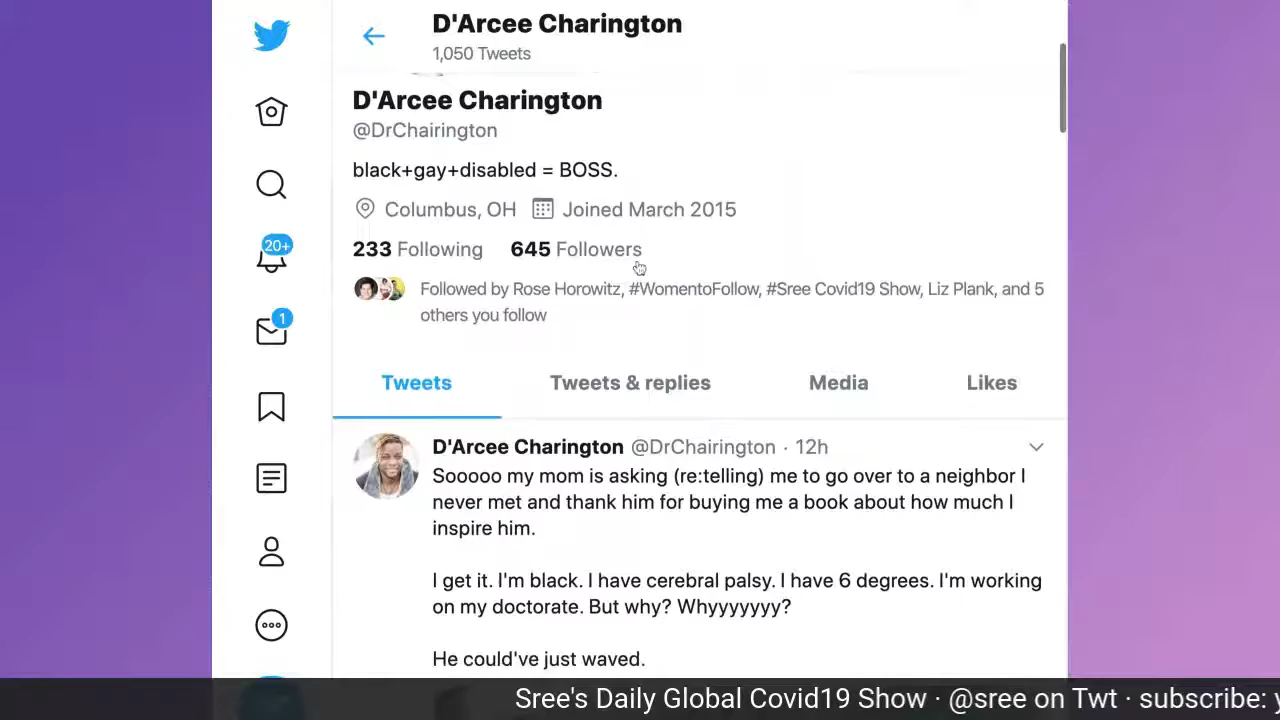 D'Arcee Charington
1,050 Tweets
D'Arcee Charington
@DrChairington
black+gay+disabled = BOSS.
Columbus, OH Joined March 2015
233 Following 645 Followers
Followed by Rose Horowitz, #WomentoFollow, #Sree Covid19 Show, Liz Plank, and 5
others you follow
20+
1
Tweets Tweets & replies Media Likes
D'Arcee Charington @DrChairington · 12h
Sooooo my mom is asking (re:telling) me to go over to a neighbor I
never met and thank him for buying me a book about how much I
inspire him.
I get it. I'm black. I have cerebral palsy. I have 6 degrees. I'm working
on my doctorate. But why? Whyyyyyyy?
He could've just waved.
Sree's Daily Global Covid19 Show · @sree on Twt · subscribe: